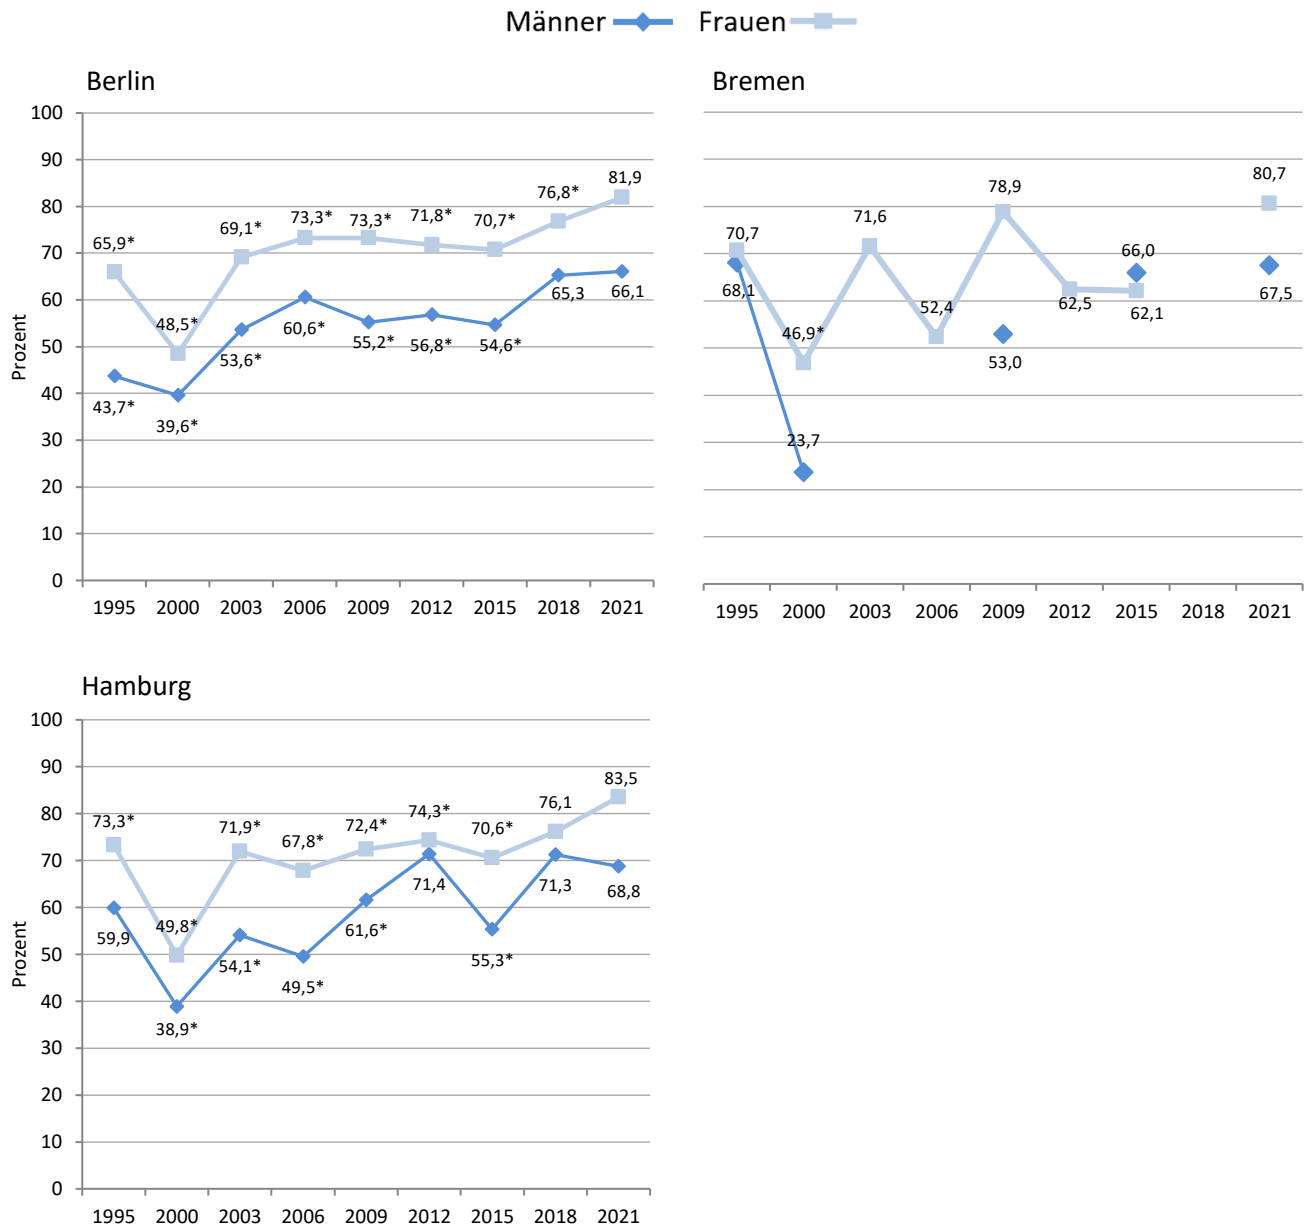 Männer Frauen
Berlin
100
90
80
70
60
50
40
30
20
10
0
Prozent
65,9* 48,5* 69,1* 73,3* 73,3* 71,8* 70,7* 76,8* 81,9
43,7* 39,6* 53,6* 60,6* 55,2* 56,8* 54,6* 65,3 66,1
1995 2000 2003 2006 2009 2012 2015 2018 2021
Bremen
70,7 46,9* 71,6 52,4 78,9 62,5 62,1 80,7
68,1 23,7 53,0 66,0 67,5
1995 2000 2003 2006 2009 2012 2015 2018 2021
Hamburg
100
90
80
70
60
50
40
30
20
10
0
Prozent
73,3* 49,8* 71,9* 67,8* 72,4* 74,3* 70,6* 76,1 83,5
59,9 38,9* 54,1* 49,5* 61,6* 71,4 55,3* 71,3 68,8
1995 2000 2003 2006 2009 2012 2015 2018 2021